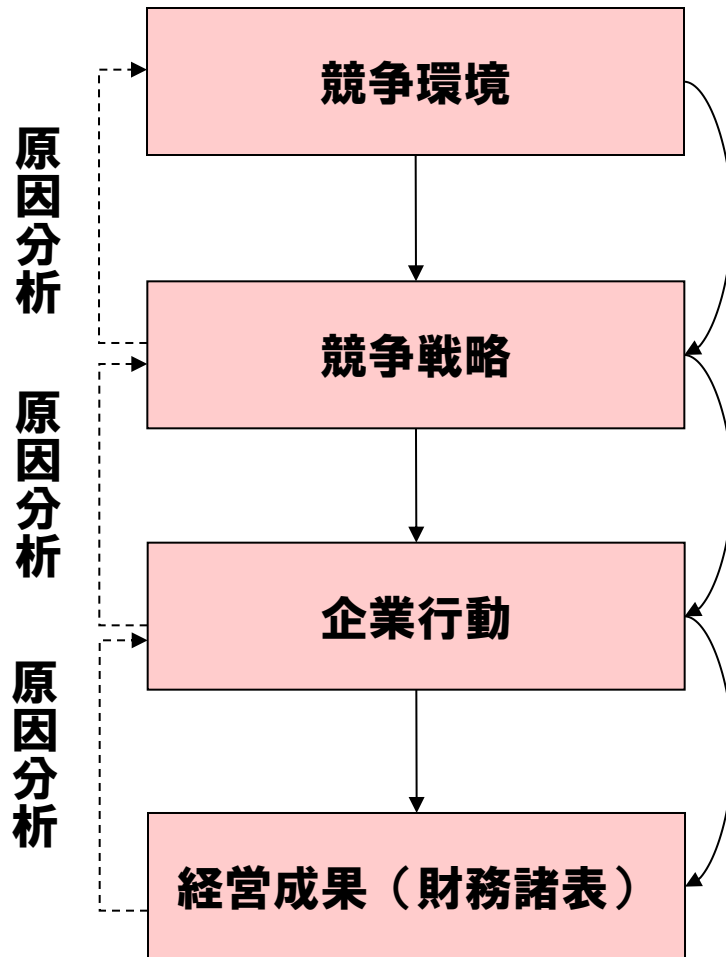 競争環境
原因分析
競争戦略
原因分析
企業行動
原因分析
経営成果（財務諸表）